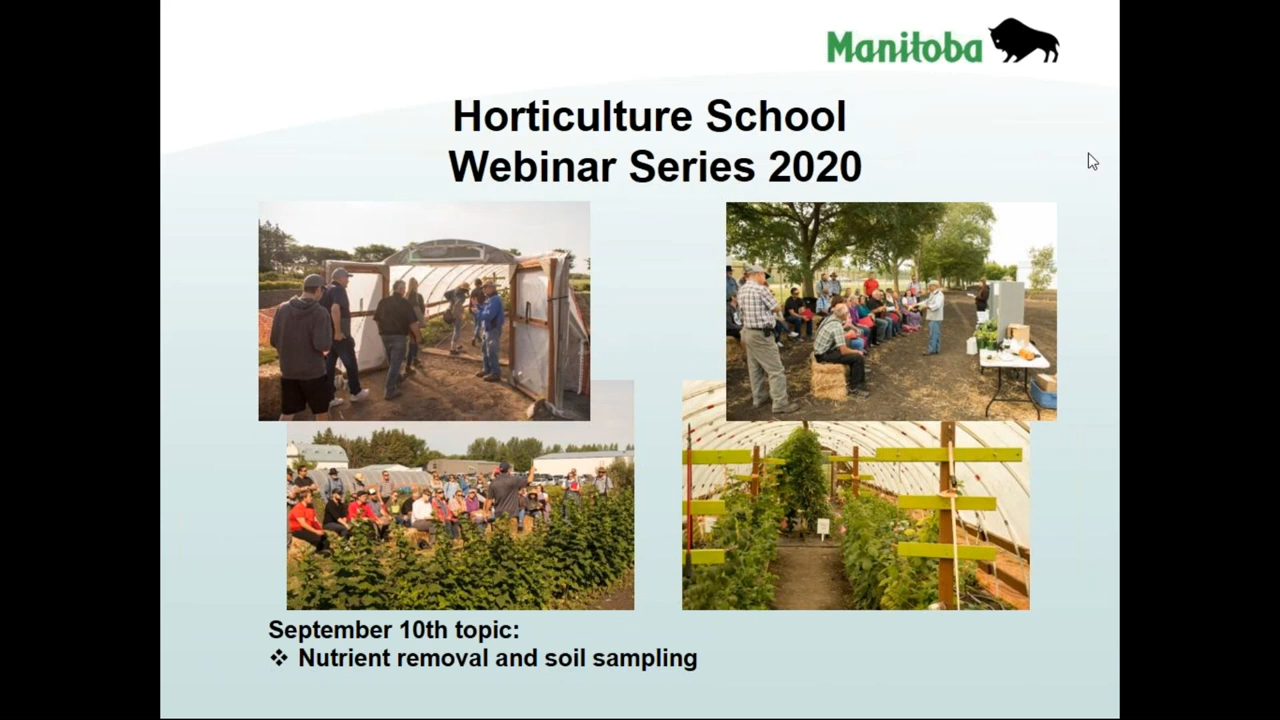 Manitoba
Horticulture School
Webinar Series 2020
September 10th topic:
❖ Nutrient removal and soil sampling